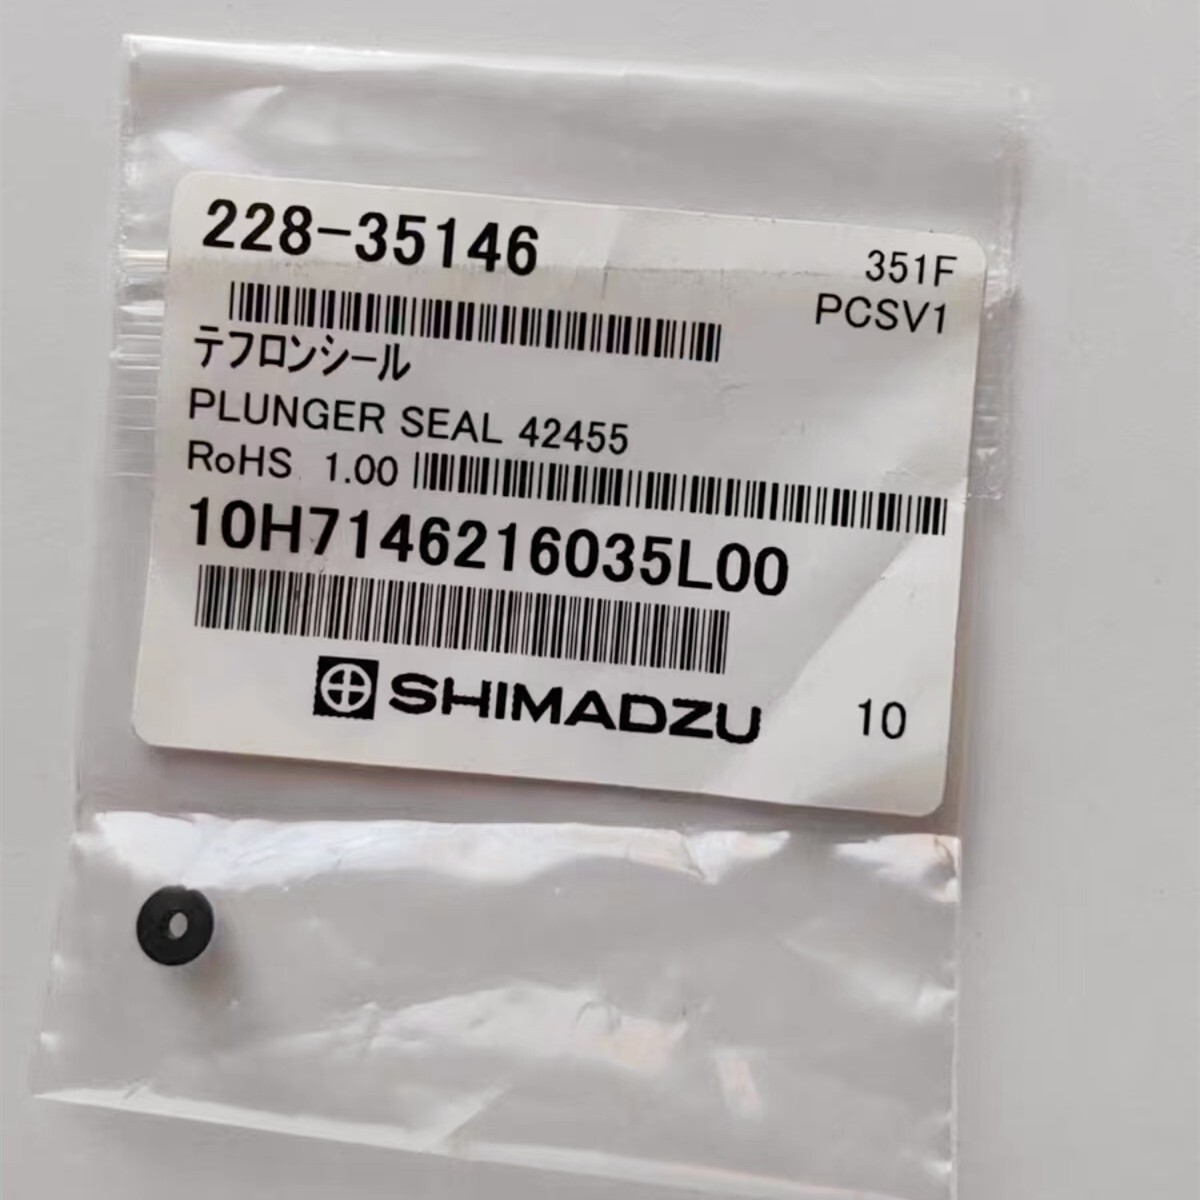 228-35146
351F
PCSV1
テフロンシール
PLUNGER SEAL 42455
RoHS 1.00
10H7146216035L00
SHIMADZU
10